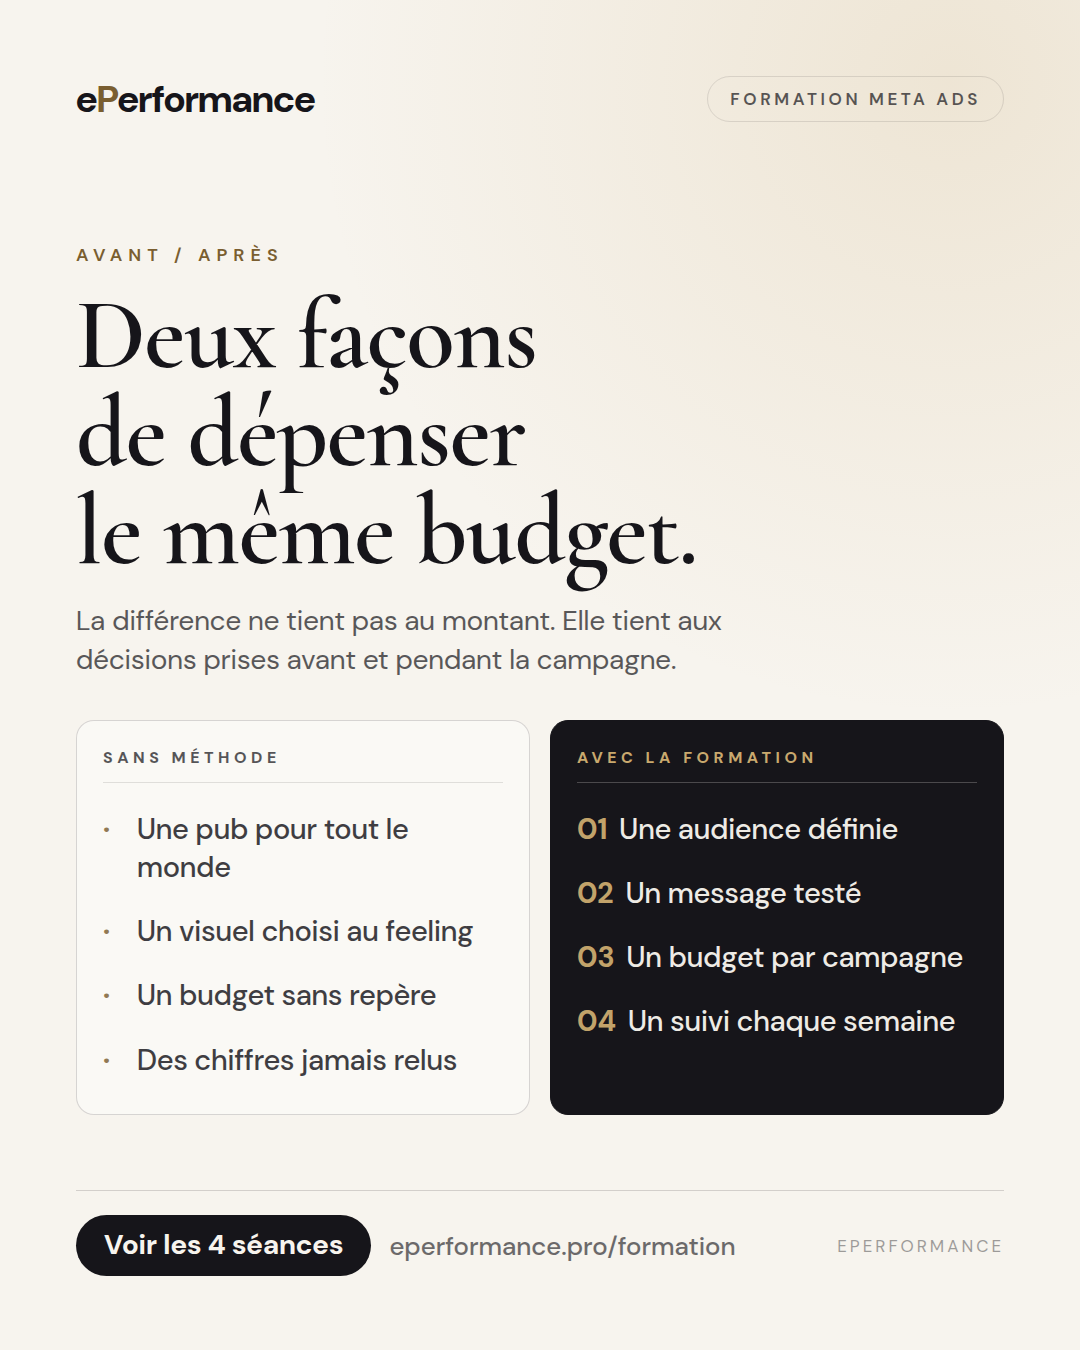 ePerformance
FORMATION META ADS
AVANT / APRÈS
Deux façons
de dépenser
le même budget.
La différence ne tient pas au montant. Elle tient aux
décisions prises avant et pendant la campagne.
SANS MÉTHODE
· Une pub pour tout le
monde
· Un visuel choisi au feeling
· Un budget sans repère
· Des chiffres jamais relus
AVEC LA FORMATION
01 Une audience définie
02 Un message testé
03 Un budget par campagne
04 Un suivi chaque semaine
Voir les 4 séances
eperformance.pro/formation
EPERFORMANCE